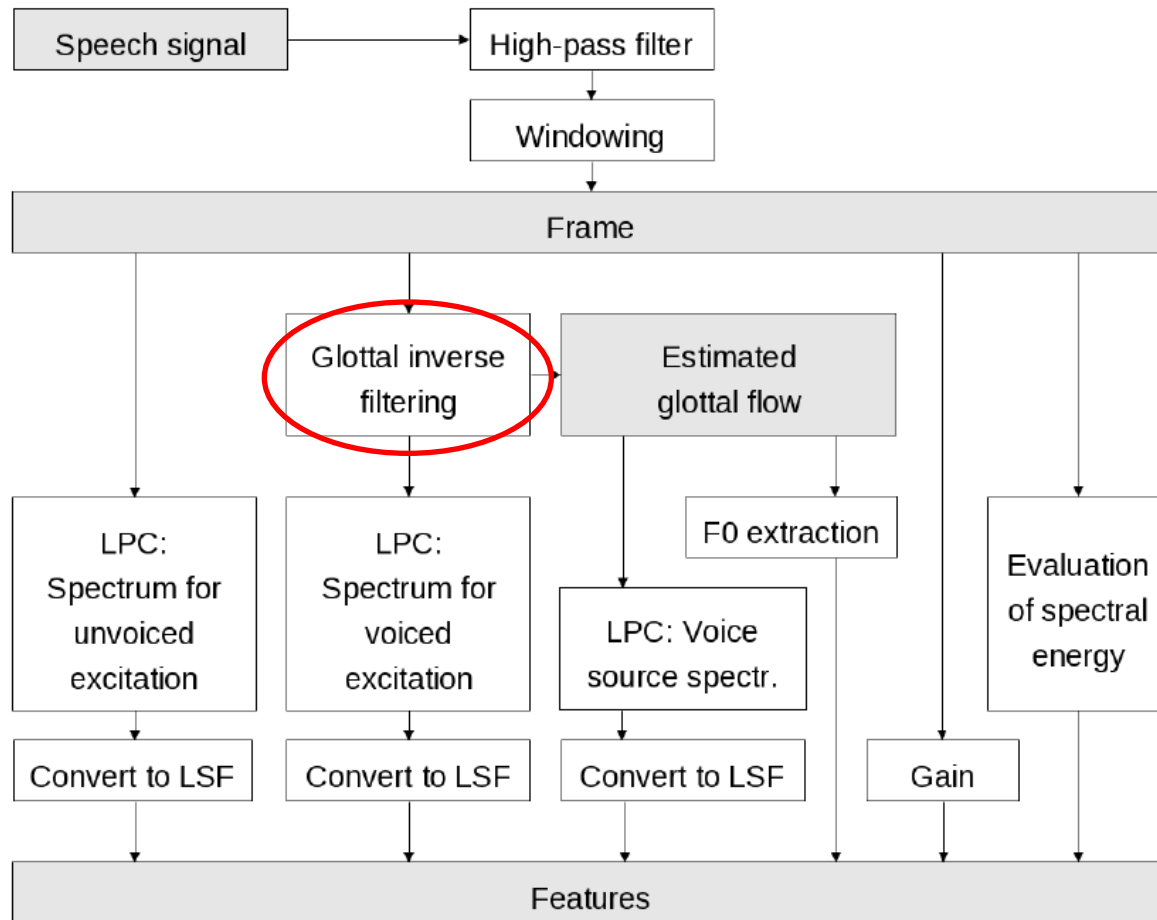 Speech signal
High-pass filter
Windowing
Frame
Glottal inverse
filtering
Estimated
glottal flow
LPC:
Spectrum for
unvoiced
excitation
LPC:
Spectrum for
voiced
excitation
F0 extraction
LPC: Voice
source spectr.
Evaluation
of spectral
energy
Convert to LSF
Convert to LSF
Convert to LSF
Gain
Features